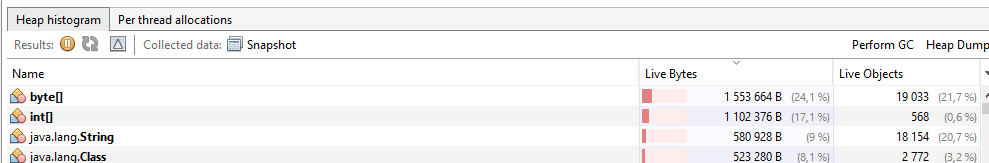 Heap histogram Per thread allocations
Results: Collected data: Snapshot Perform GC Heap Dump
Name Live Bytes Live Objects
byte[] 1 553 664 B (24,1 %) 19 033 (21,7 %)
int[] 1 102 376 B (17,1 %) 568 (0,6 %)
java.lang.String 580 928 B (9 %) 18 154 (20,7 %)
java.lang.Class 523 280 B (8,1 %) 2 772 (3,2 %)